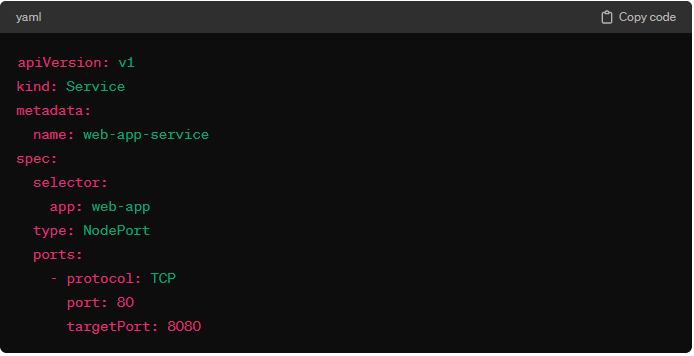 yaml
Copy code
apiVersion: v1
kind: Service
metadata:
  name: web-app-service
spec:
  selector:
    app: web-app
  type: NodePort
  ports:
    - protocol: TCP
      port: 80
      targetPort: 8080